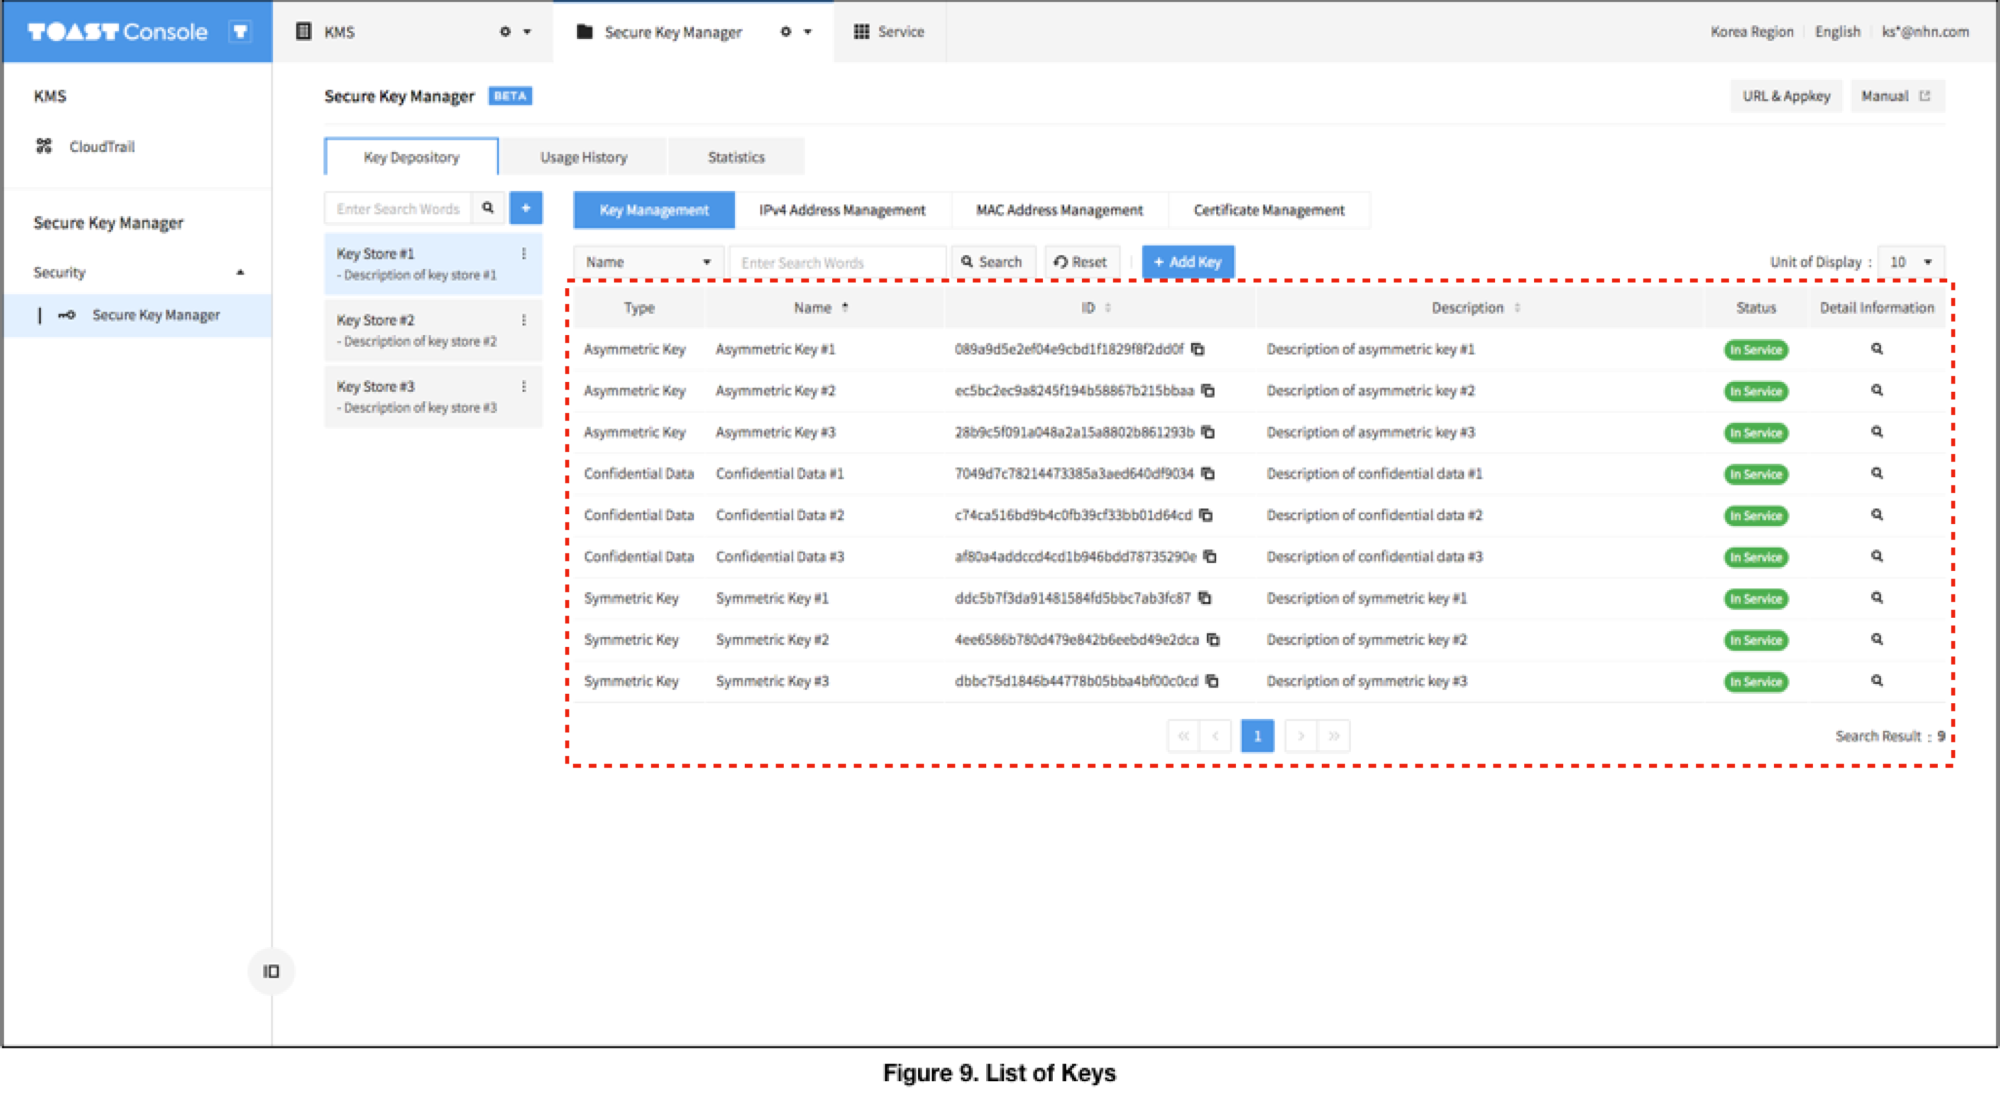 TOAST Console
KMS
Secure Key Manager
Service
Korea Region
English
ks*@nhn.com
KMS
CloudTrail
Secure Key Manager
Security
Secure Key Manager
Secure Key Manager BETA
URL & Appkey
Manual
Key Depository
Usage History
Statistics
Enter Search Words
+
Key Store #1
- Description of key store #1
Key Store #2
- Description of key store #2
Key Store #3
- Description of key store #3
Key Management
IPv4 Address Management
MAC Address Management
Certificate Management
Name
Enter Search Words
Search
Reset
+ Add Key
Unit of Display : 10
Type Name ID Description Status Detail Information
Asymmetric Key Asymmetric Key #1 089a9d5e2ef04e9cbd1f1829f8f2dd0f Description of asymmetric key #1 In Service
Asymmetric Key Asymmetric Key #2 ec5bc2ec9a8245f194b58867b215bbaa Description of asymmetric key #2 In Service
Asymmetric Key Asymmetric Key #3 28b9c5f091a048a2a15a8802b861293b Description of asymmetric key #3 In Service
Confidential Data Confidential Data #1 7049d7c78214473385a3aed640df9034 Description of confidential data #1 In Service
Confidential Data Confidential Data #2 c74ca516bd9b4c0fb39cf33bb01d64cd Description of confidential data #2 In Service
Confidential Data Confidential Data #3 af80a4addccd4cd1b946bdd78735290e Description of confidential data #3 In Service
Symmetric Key Symmetric Key #1 ddc5b7f3da91481584fd5bbc7ab3fc87 Description of symmetric key #1 In Service
Symmetric Key Symmetric Key #2 4ee6586b780d479e842b6eebd49e2dca Description of symmetric key #2 In Service
Symmetric Key Symmetric Key #3 dbbc75d1846b44778b05bba4bf00c0cd Description of symmetric key #3 In Service
« ‹ 1 › »
Search Result : 9
Figure 9. List of Keys